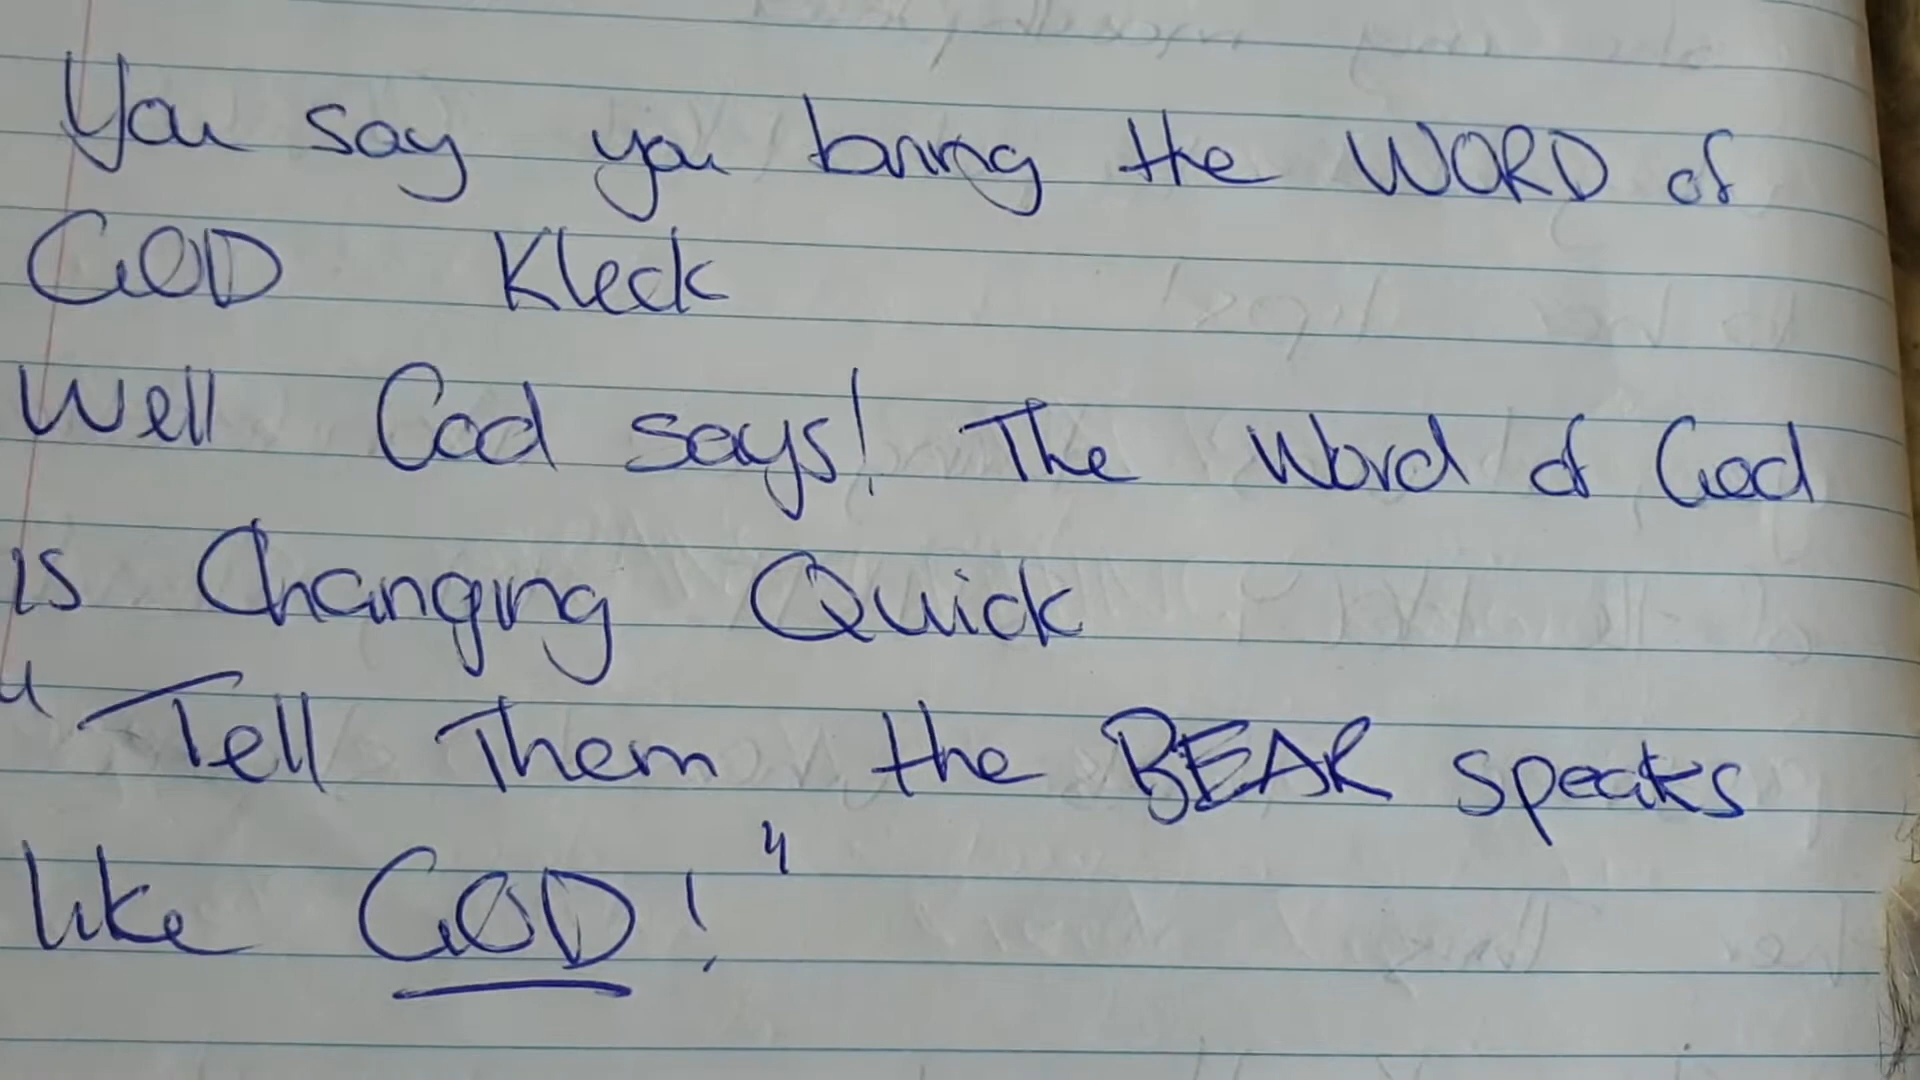 You say you bring the WORD of
GOD Kleck
Well God says! The Word of God
is Changing Quick
"Tell Them the BEAR speaks
like GOD!"